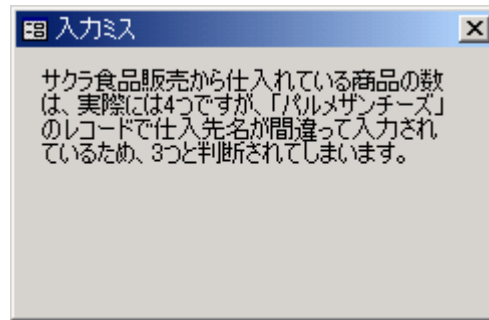 入力ミス
サクラ食品販売から仕入れている商品の数
は、実際には4つですが、「パルメザンチーズ」
のレコードで仕入先名が間違って入力され
ているため、3つと判断されてしまいます。